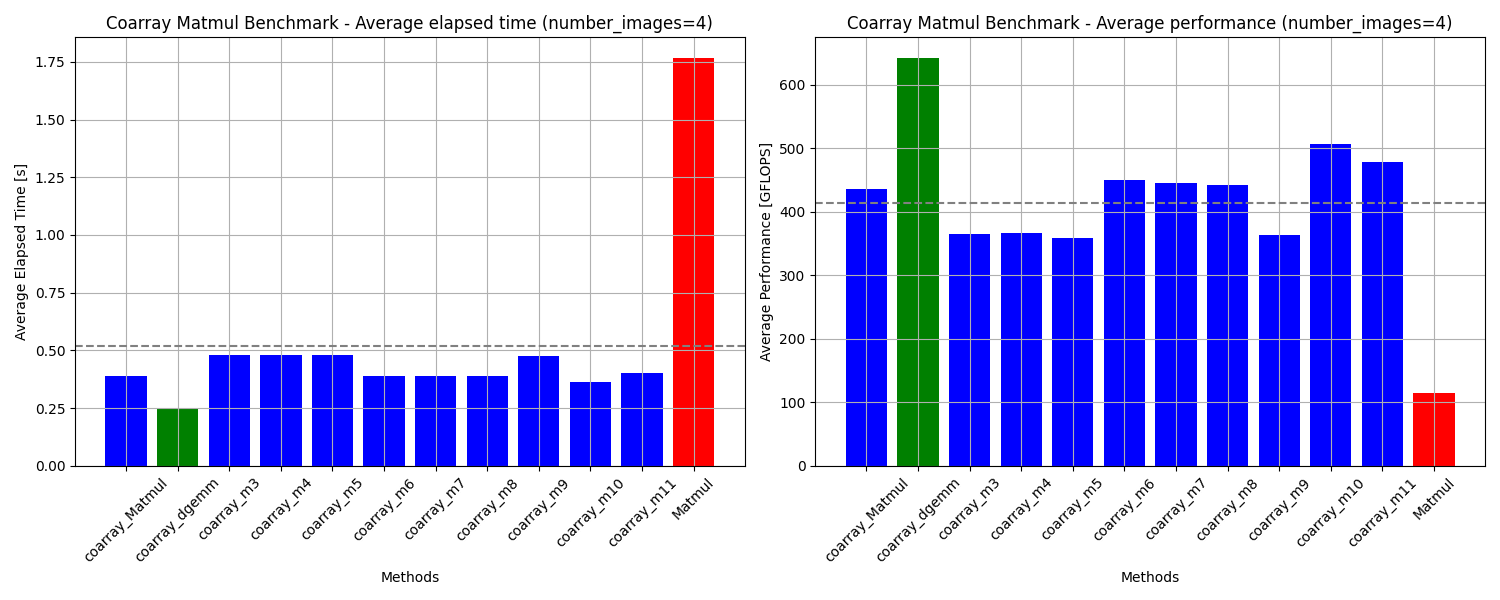 Coarray Matmul Benchmark - Average elapsed time (number_images=4)
Average Elapsed Time [s]
1.75
1.50
1.25
1.00
0.75
0.50
0.25
0.00
coarray_Matmul
coarray_dgemm
coarray_m3
coarray_m4
coarray_m5
coarray_m6
coarray_m7
coarray_m8
coarray_m9
coarray_m10
coarray_m11
Matmul
Methods
Coarray Matmul Benchmark - Average performance (number_images=4)
Average Performance [GFLOPS]
600
500
400
300
200
100
0
coarray_Matmul
coarray_dgemm
coarray_m3
coarray_m4
coarray_m5
coarray_m6
coarray_m7
coarray_m8
coarray_m9
coarray_m10
coarray_m11
Matmul
Methods